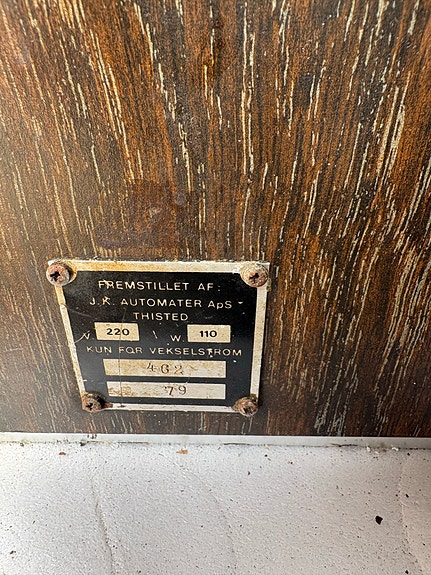 FREMSTILLET AF:
J.K. AUTOMATER ApS
THISTED
V 220 W 110
KUN FOR VEKSELSTRØM
462
79